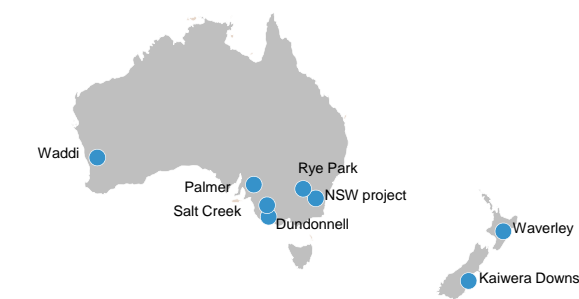 Waddi
Rye Park
Palmer
NSW project
Salt Creek
Dundonnell
Waverley
Kaiwera Downs